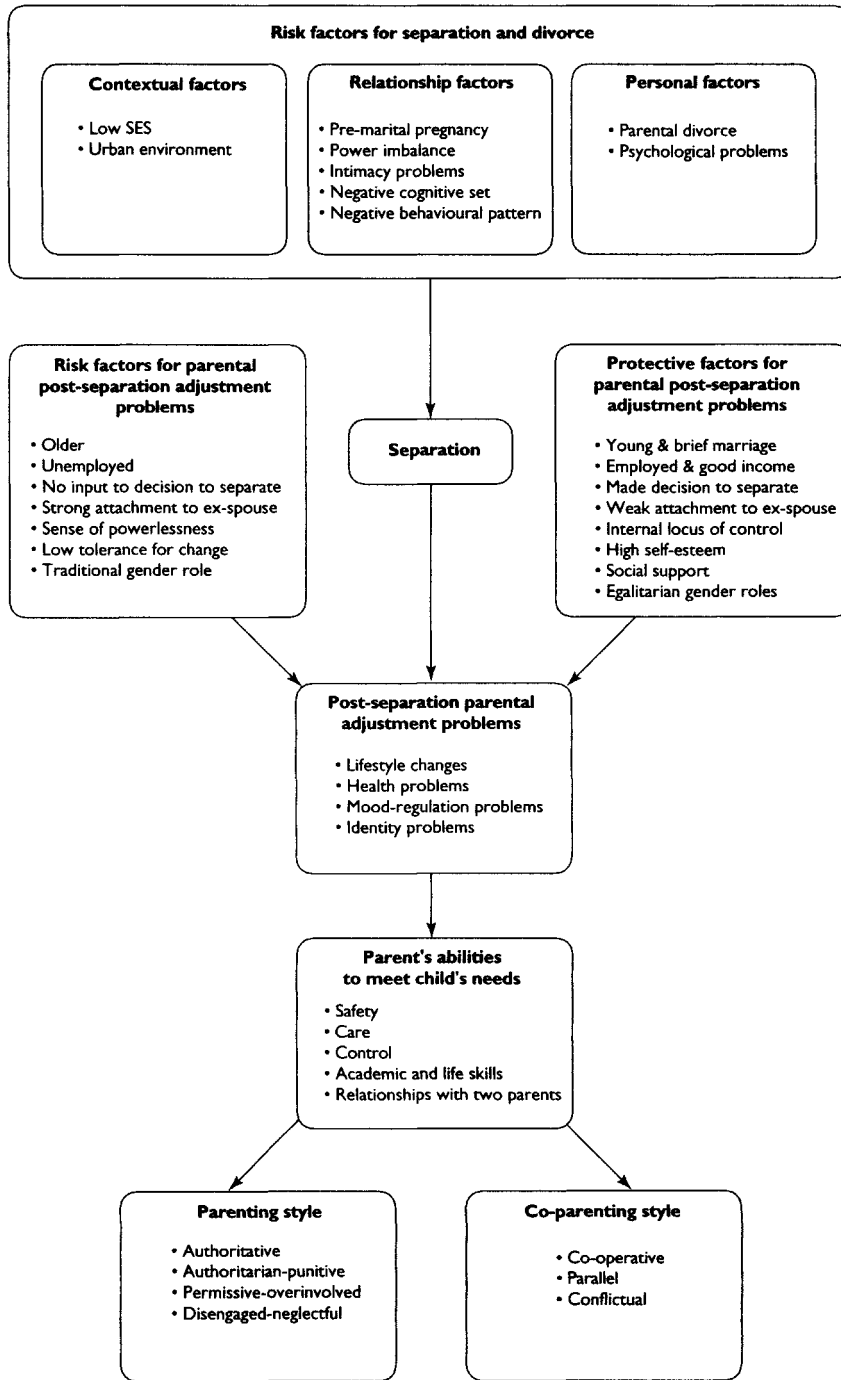 Risk factors for separation and divorce
Contextual factors
• Low SES
• Urban environment
Relationship factors
• Pre-marital pregnancy
• Power imbalance
• Intimacy problems
• Negative cognitive set
• Negative behavioural pattern
Personal factors
• Parental divorce
• Psychological problems
Risk factors for parental
post-separation adjustment
problems
• Older
• Unemployed
• No input to decision to separate
• Strong attachment to ex-spouse
• Sense of powerlessness
• Low tolerance for change
• Traditional gender role
Separation
Protective factors for
parental post-separation
adjustment problems
• Young & brief marriage
• Employed & good income
• Made decision to separate
• Weak attachment to ex-spouse
• Internal locus of control
• High self-esteem
• Social support
• Egalitarian gender roles
Post-separation parental
adjustment problems
• Lifestyle changes
• Health problems
• Mood-regulation problems
• Identity problems
Parent's abilities
to meet child's needs
• Safety
• Care
• Control
• Academic and life skills
• Relationships with two parents
Parenting style
• Authoritative
• Authoritarian-punitive
• Permissive-overinvolved
• Disengaged-neglectful
Co-parenting style
• Co-operative
• Parallel
• Conflictual